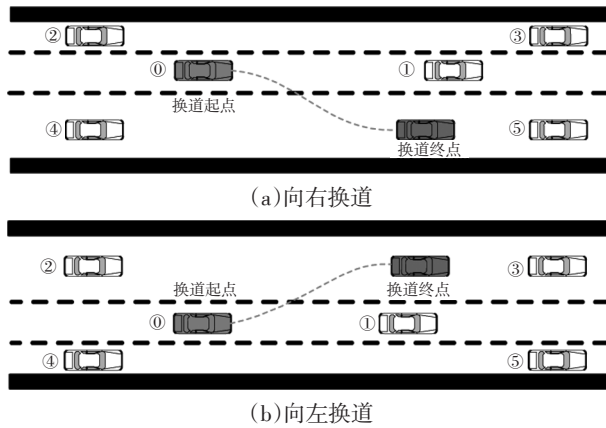 ② ③
⓪ ①
换道起点
④ ⑤
换道终点
(a)向右换道
② ③
换道起点 换道终点
⓪ ①
④ ⑤
(b)向左换道